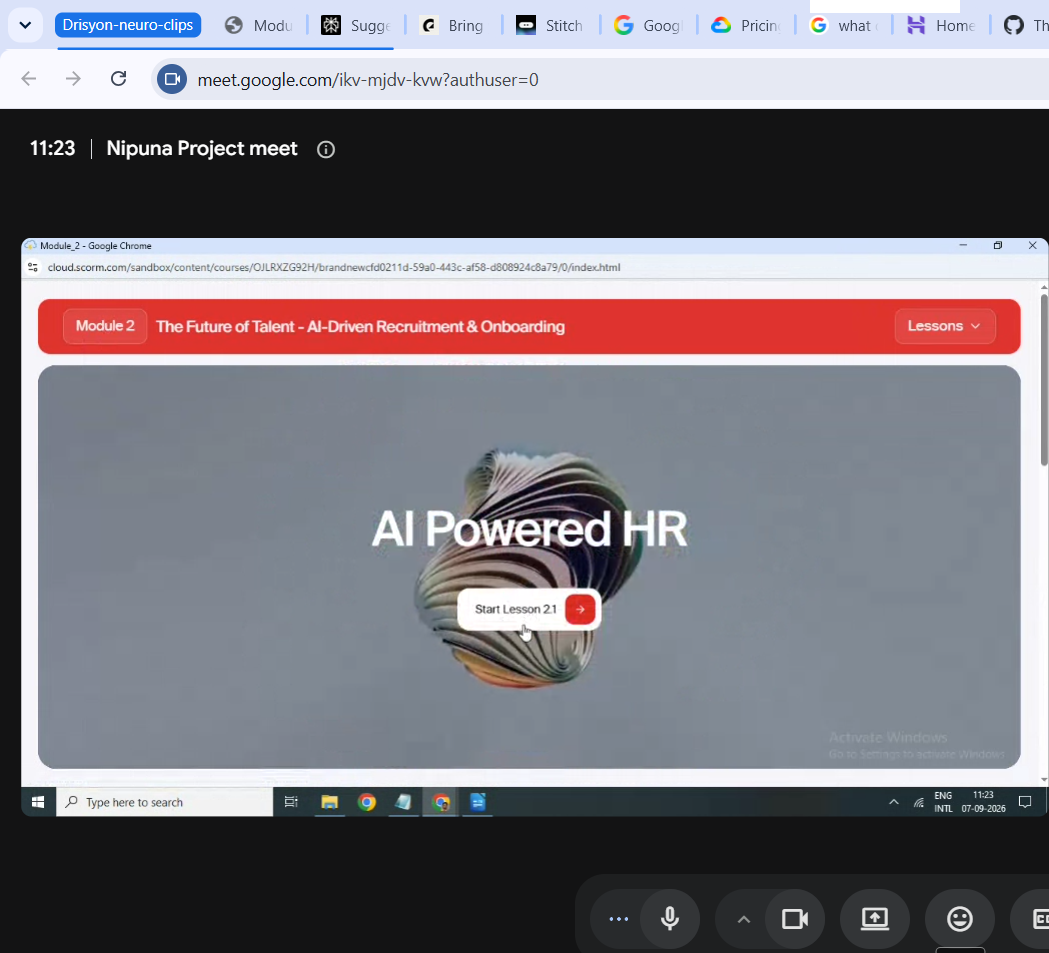 Drisyon-neuro-clips
Modu
Sugge
Bring
Stitch
Goog
Pricin
what
Home
Th
meet.google.com/ikv-mjdv-kvw?authuser=0
11:23
Nipuna Project meet
Module_2 - Google Chrome
cloud.scorm.com/sandbox/content/courses/OJLRXZG92H/brandnewcfd0211d-59a0-443c-af58-d808924c8a79/0/index.html
Module 2
The Future of Talent - AI-Driven Recruitment & Onboarding
Lessons
AI Powered HR
Start Lesson 2.1
Activate Windows
Go to Settings to activate Windows.
Type here to search
ENG
INTL
11:23
07-09-2026
CC